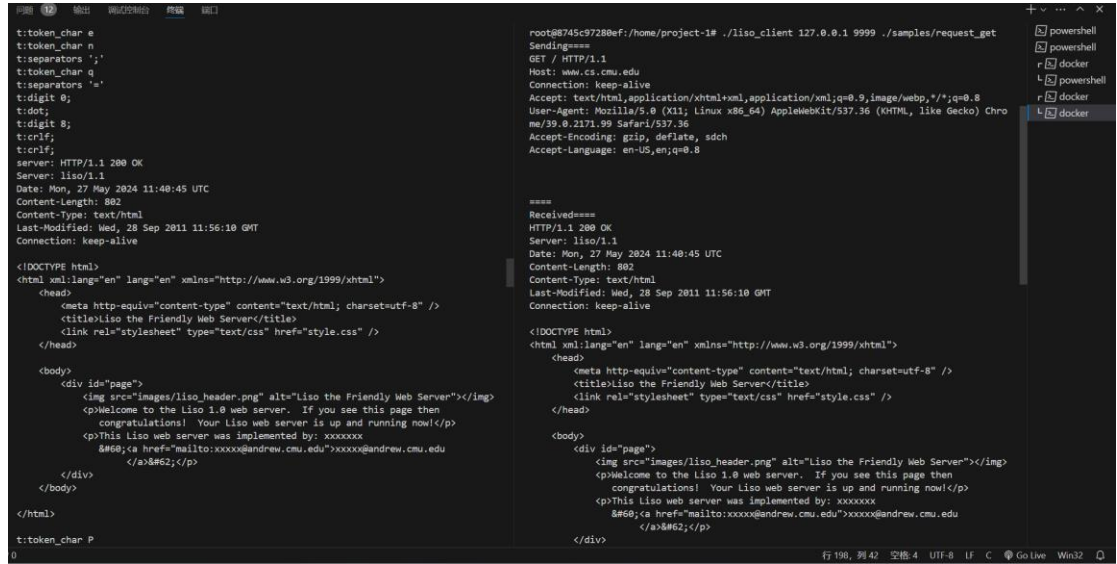 问题 12 输出 调试控制台 终端 端口
t:token_char e
t:token_char n
t:separators ';'
t:token_char q
t:separators '='
t:digit 0;
t:dot;
t:digit 8;
t:crlf;
t:crlf;
server: HTTP/1.1 200 OK
Server: liso/1.1
Date: Mon, 27 May 2024 11:40:45 UTC
Content-Length: 802
Content-Type: text/html
Last-Modified: Wed, 28 Sep 2011 11:56:10 GMT
Connection: keep-alive
<!DOCTYPE html>
<html xml:lang="en" lang="en" xmlns="http://www.w3.org/1999/xhtml">
<head>
<meta http-equiv="content-type" content="text/html; charset=utf-8" />
<title>Liso the Friendly Web Server</title>
<link rel="stylesheet" type="text/css" href="style.css" />
</head>
<body>
<div id="page">
<img src="images/liso_header.png" alt="Liso the Friendly Web Server"></img>
<p>Welcome to the Liso 1.0 web server.  If you see this page then
congratulations!  Your Liso web server is up and running now!</p>
<p>This Liso web server was implemented by: xxxxxxx
&#60;<a href="mailto:xxxxx@andrew.cmu.edu">xxxxx@andrew.cmu.edu
</a>&#62;</p>
</div>
</body>
</html>
t:token_char P
root@8745c97280ef:/home/project-1# ./liso_client 127.0.0.1 9999 ./samples/request_get
Sending====
GET / HTTP/1.1
Host: www.cs.cmu.edu
Connection: keep-alive
Accept: text/html,application/xhtml+xml,application/xml;q=0.9,image/webp,*/*;q=0.8
User-Agent: Mozilla/5.0 (X11; Linux x86_64) AppleWebKit/537.36 (KHTML, like Gecko) Chro
me/39.0.2171.99 Safari/537.36
Accept-Encoding: gzip, deflate, sdch
Accept-Language: en-US,en;q=0.8
====
Received====
HTTP/1.1 200 OK
Server: liso/1.1
Date: Mon, 27 May 2024 11:40:45 UTC
Content-Length: 802
Content-Type: text/html
Last-Modified: Wed, 28 Sep 2011 11:56:10 GMT
Connection: keep-alive
<!DOCTYPE html>
<html xml:lang="en" lang="en" xmlns="http://www.w3.org/1999/xhtml">
<head>
<meta http-equiv="content-type" content="text/html; charset=utf-8" />
<title>Liso the Friendly Web Server</title>
<link rel="stylesheet" type="text/css" href="style.css" />
</head>
<body>
<div id="page">
<img src="images/liso_header.png" alt="Liso the Friendly Web Server"></img>
<p>Welcome to the Liso 1.0 web server.  If you see this page then
congratulations!  Your Liso web server is up and running now!</p>
<p>This Liso web server was implemented by: xxxxxxx
&#60;<a href="mailto:xxxxx@andrew.cmu.edu">xxxxx@andrew.cmu.edu
</a>&#62;</p>
</div>
powershell
powershell
docker
powershell
docker
docker
0 行 198，列 42 空格: 4 UTF-8 LF C Go Live Win32